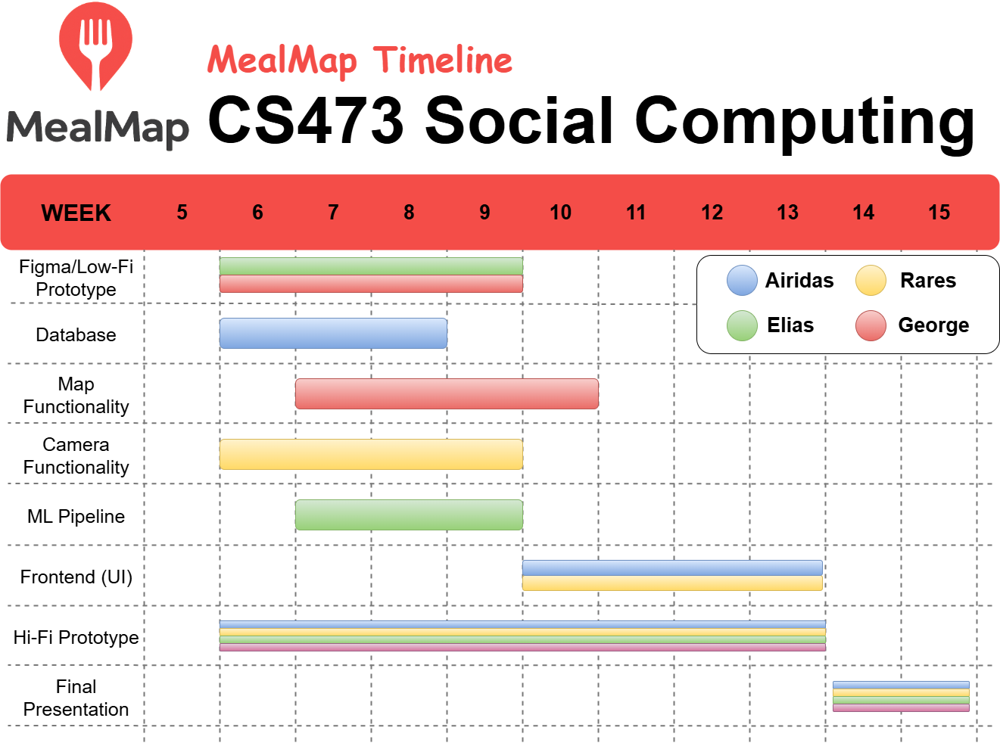 MealMap
MealMap Timeline
CS473 Social Computing
WEEK 5 6 7 8 9 10 11 12 13 14 15
Airidas Rares
Elias George
Figma/Low-Fi
Prototype
Database
Map
Functionality
Camera
Functionality
ML Pipeline
Frontend (UI)
Hi-Fi Prototype
Final
Presentation